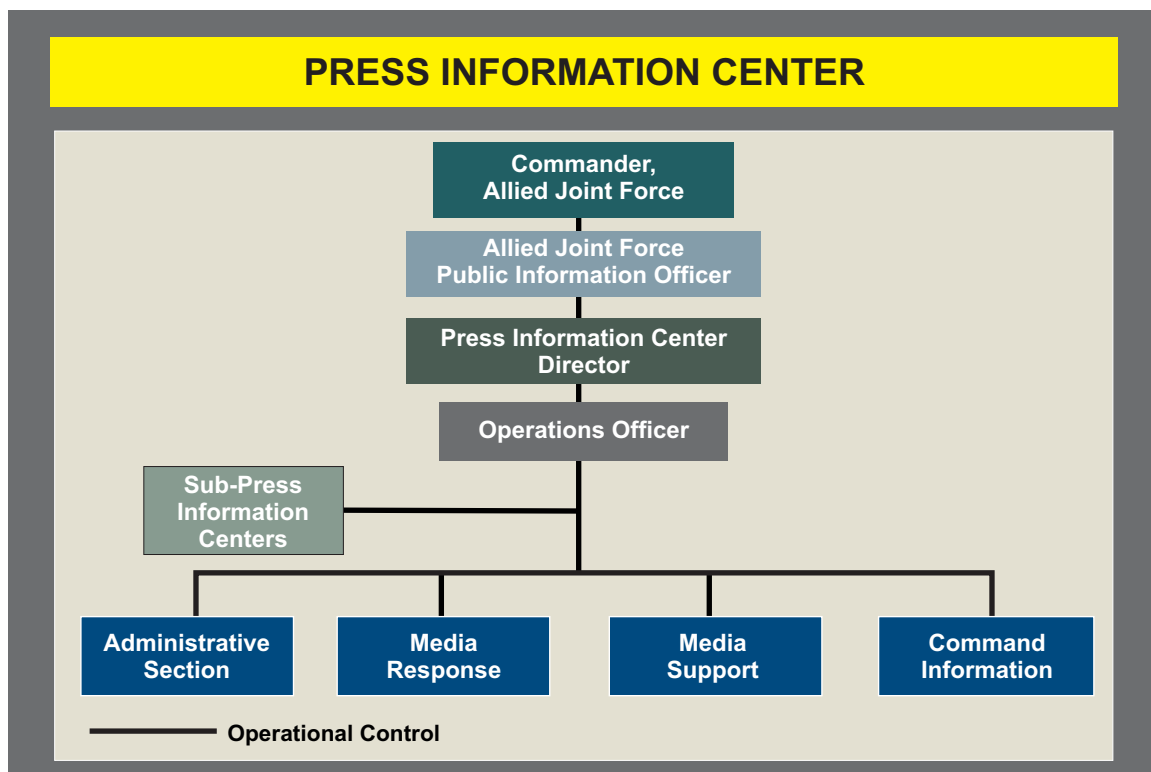 PRESS INFORMATION CENTER
Commander,
Allied Joint Force
Allied Joint Force
Public Information Officer
Press Information Center
Director
Operations Officer
Sub-Press
Information
Centers
Administrative
Section
Media
Response
Media
Support
Command
Information
Operational Control